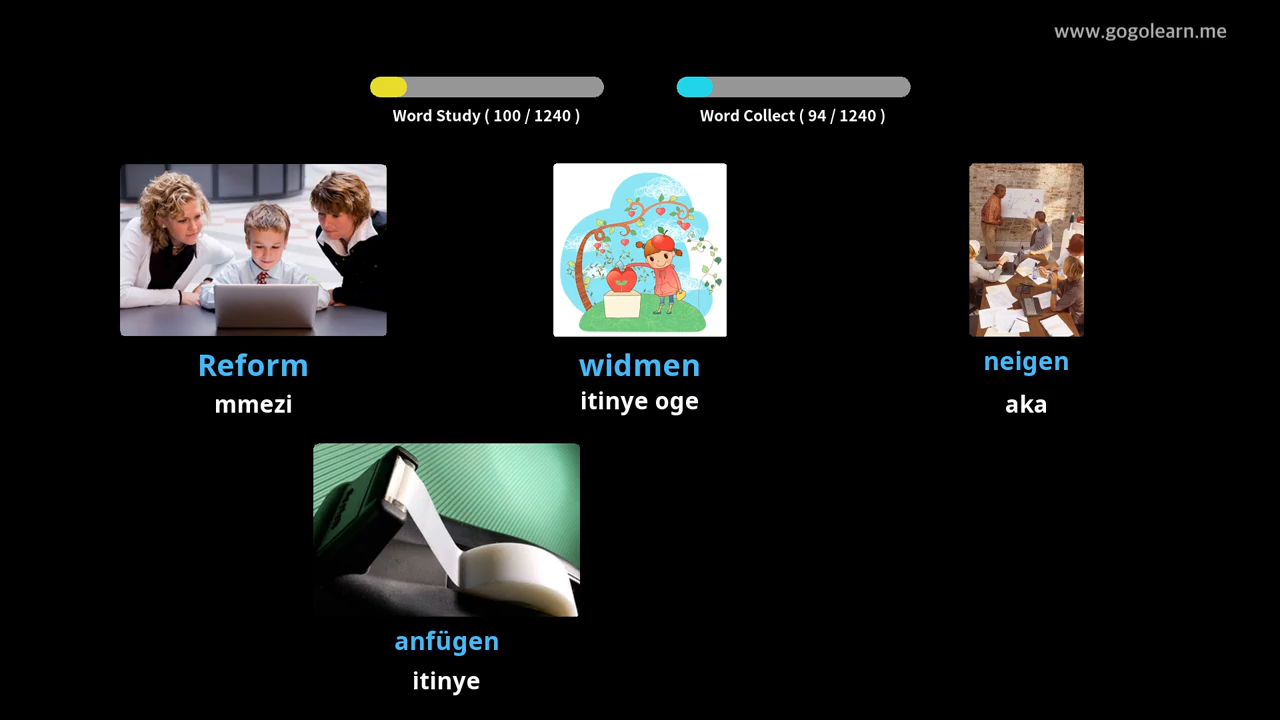 www.gogolearn.me
Word Study ( 100 / 1240 )
Word Collect ( 94 / 1240 )
Reform
mmezi
widmen
itinye oge
neigen
aka
anfügen
itinye